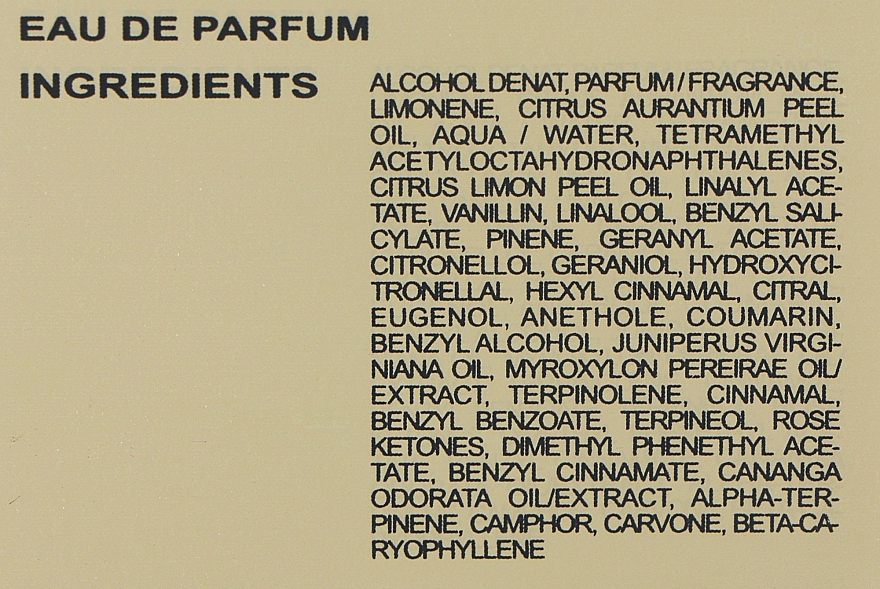 EAU DE PARFUM
INGREDIENTS
ALCOHOL DENAT, PARFUM / FRAGRANCE,
LIMONENE, CITRUS AURANTIUM PEEL
OIL, AQUA / WATER, TETRAMETHYL
ACETYLOCTAHYDRONAPHTHALENES,
CITRUS LIMON PEEL OIL, LINALYL ACE-
TATE, VANILLIN, LINALOOL, BENZYL SALI-
CYLATE, PINENE, GERANYL ACETATE,
CITRONELLOL, GERANIOL, HYDROXYCI-
TRONELLAL, HEXYL CINNAMAL, CITRAL,
EUGENOL, ANETHOLE, COUMARIN,
BENZYL ALCOHOL, JUNIPERUS VIRGI-
NIANA OIL, MYROXYLON PEREIRAE OIL/
EXTRACT, TERPINOLENE, CINNAMAL,
BENZYL BENZOATE, TERPINEOL, ROSE
KETONES, DIMETHYL PHENETHYL ACE-
TATE, BENZYL CINNAMATE, CANANGA
ODORATA OIL/EXTRACT, ALPHA-TER-
PINENE, CAMPHOR, CARVONE, BETA-CA-
RYOPHYLLENE